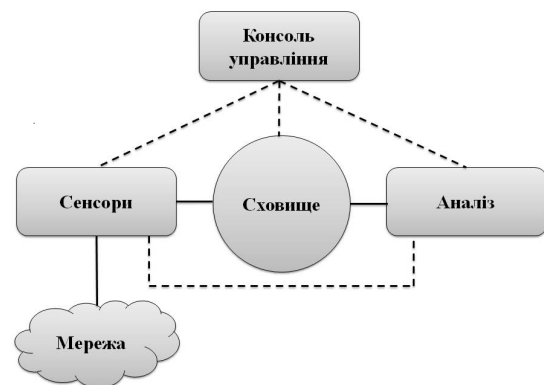 Консоль
управління
Сенсори
Сховище
Аналіз
Мережа